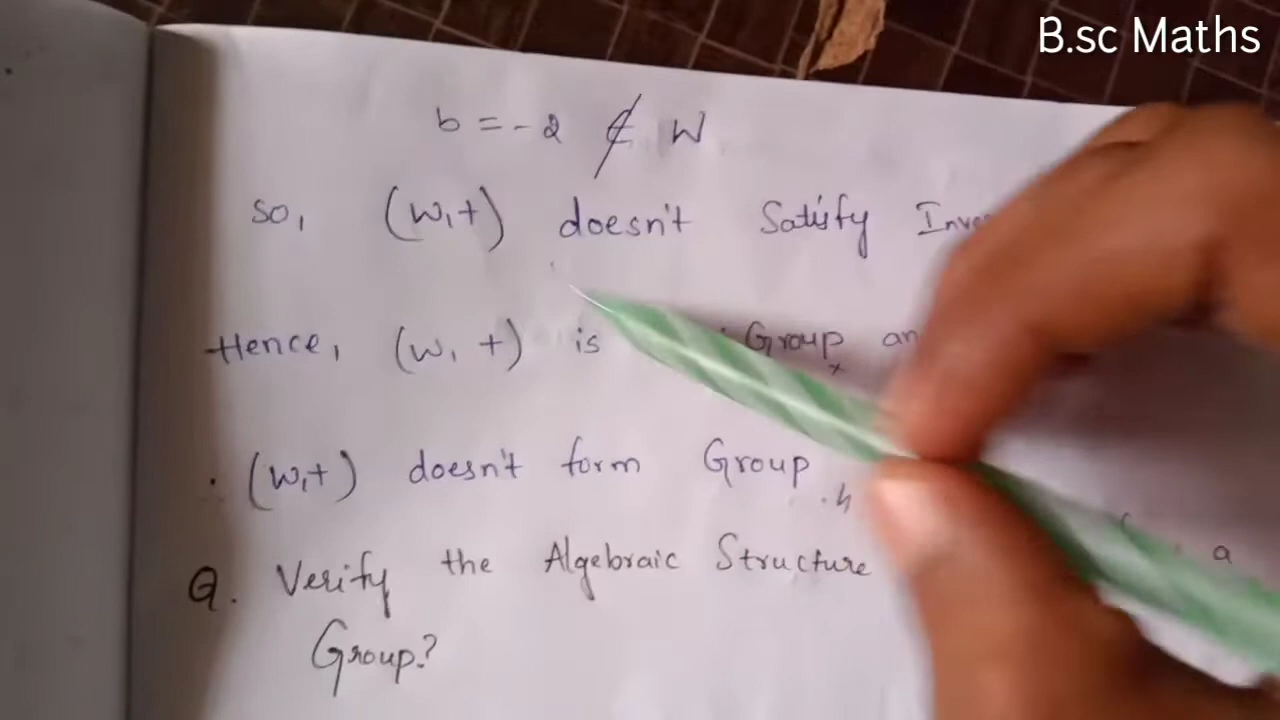 B.sc Maths
b = -2 ∉ W
So, (W,+) doesn't Satisfy
Hence, (W, +) is Group
. (W,+) doesn't form Group.
Q. Verify the Algebraic Structure a
Group?